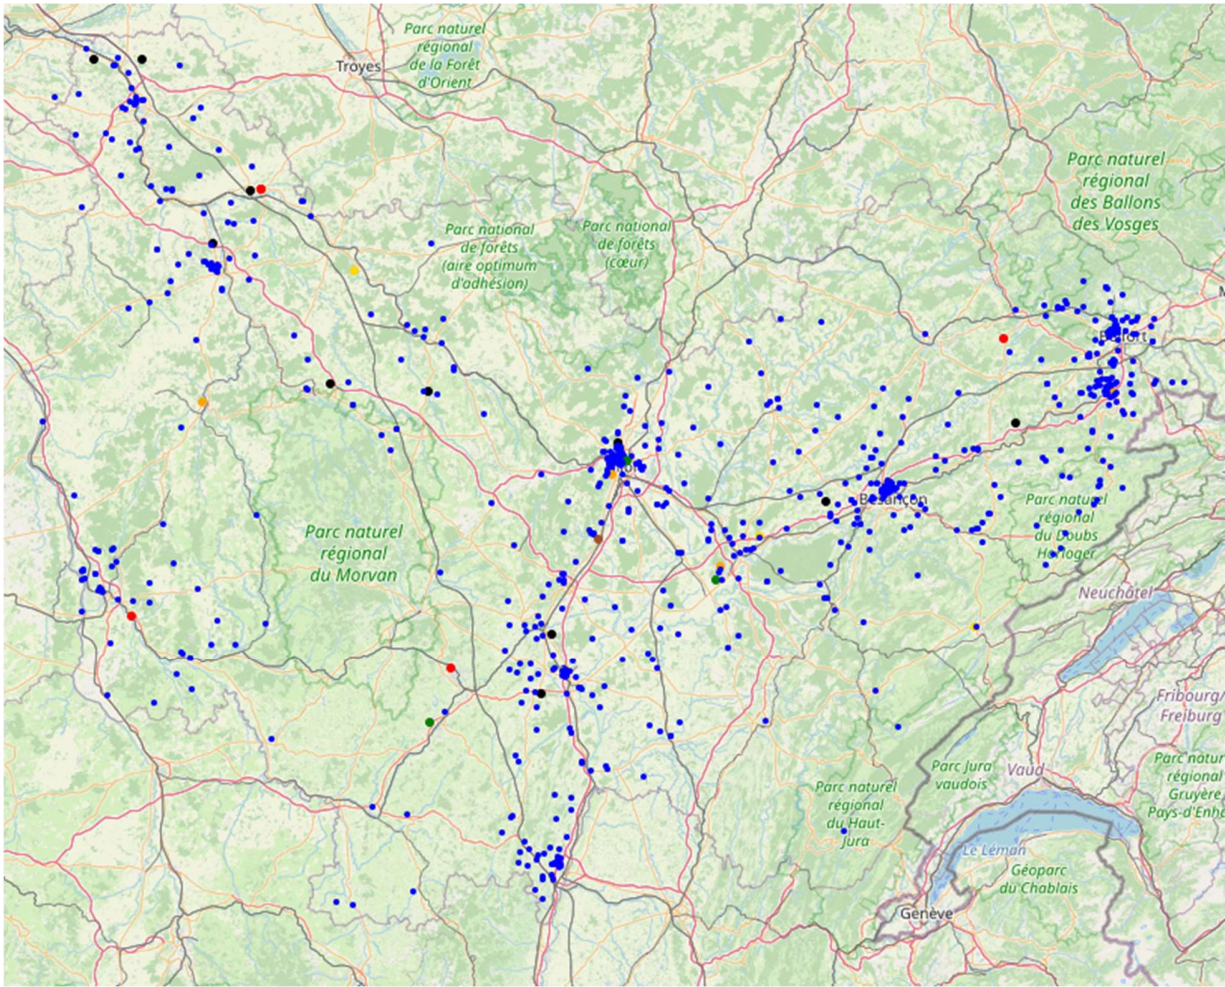 Parc naturel
régional
de la Forêt
d'Orient
Troyes
Parc naturel
régional
des Ballons
des Vosges
Parc national
de forêts
(aire optimum
d'adhésion)
Parc national
de forêts
(cœur)
Besançon
Parc naturel
régional
du Doubs
Horloger
Parc naturel
régional
du Morvan
Neuchâtel
Fribourg/
Freiburg
Parc Jura
vaudois
Vaud
Parc natur
régional
Gruyère
Pays-d'Enh
Parc naturel
régional
du Haut-
Jura
Le Léman
Géoparc
du Chablais
Genève